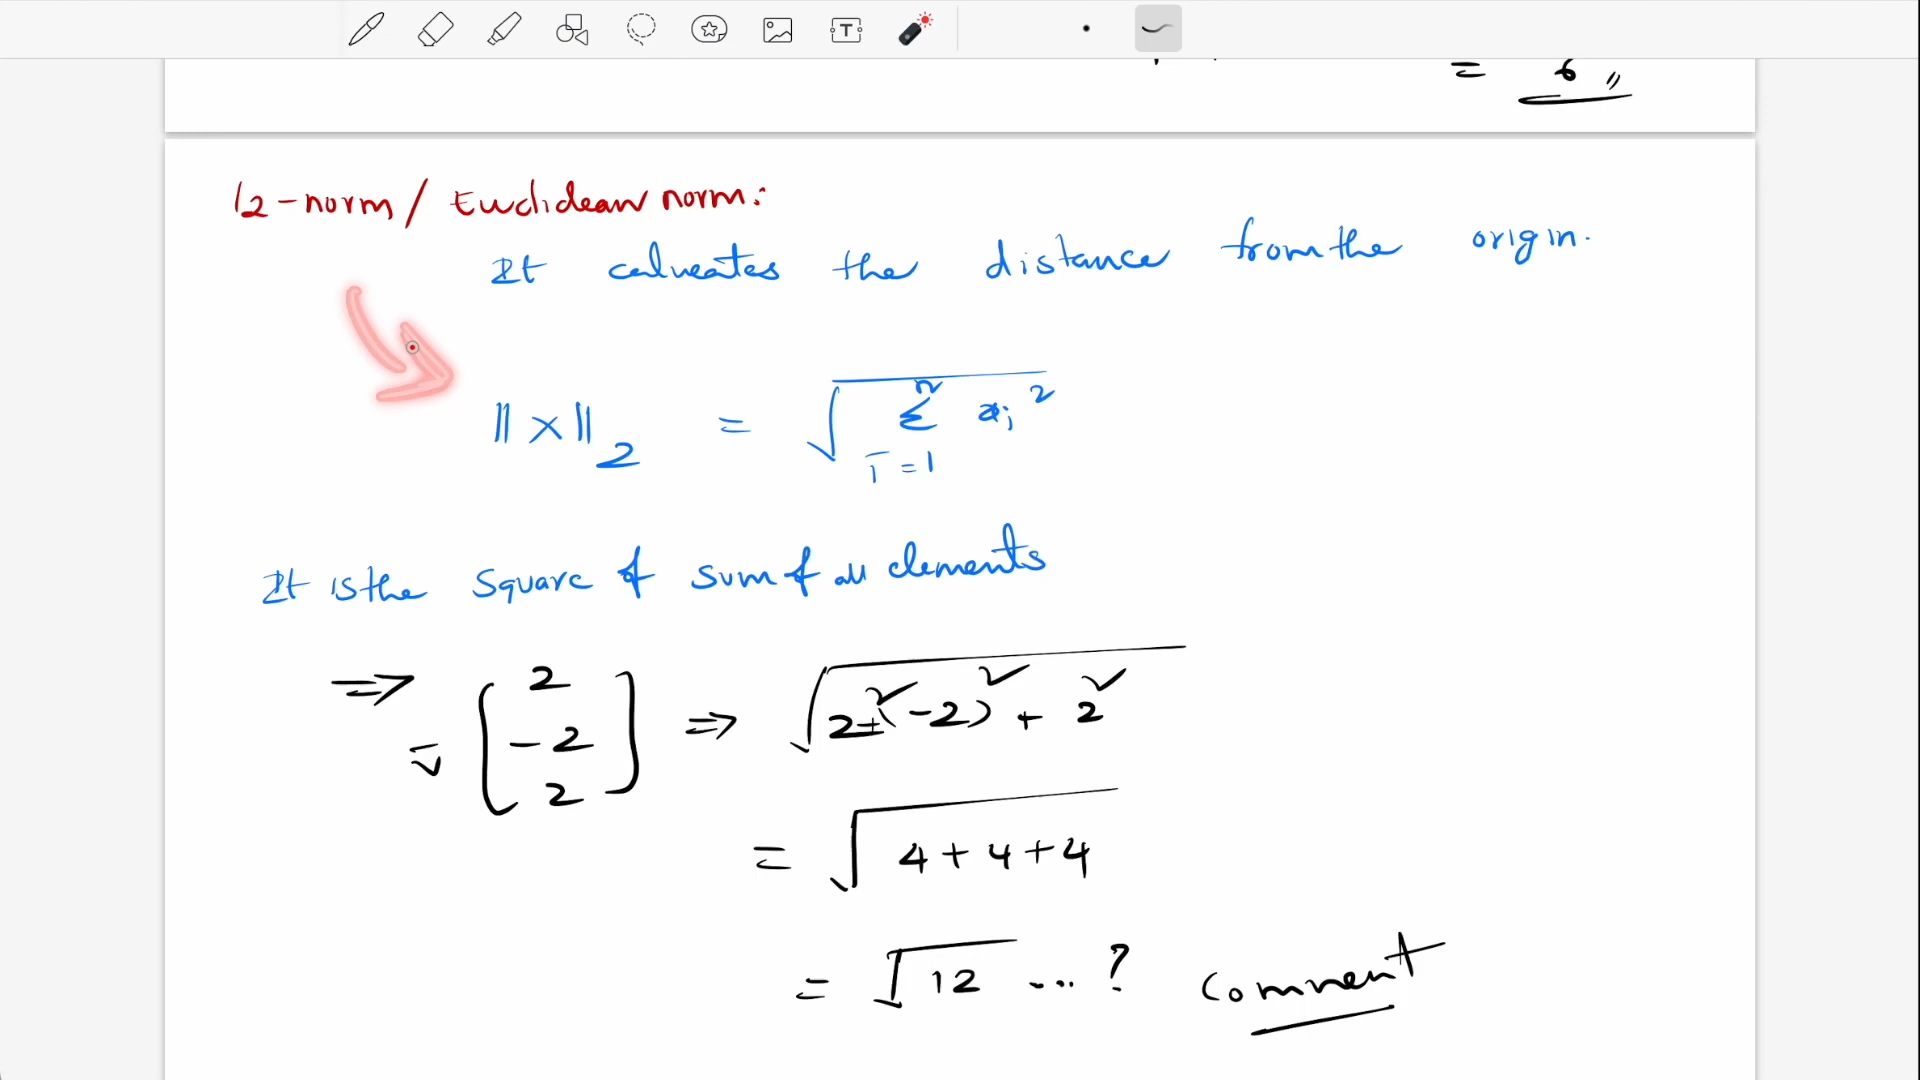 = 6 "
l2-norm / Euclidean norm:
It calucates the distance from the origin.
||x||₂ = √ Σ n i=1 xi²
It is the Square of sum of all elements
⇒
= [ 2 -2 2 ] ⇒ √ 2² + (-2)² + 2²
= √ 4+4+4
= √12 ...? comment